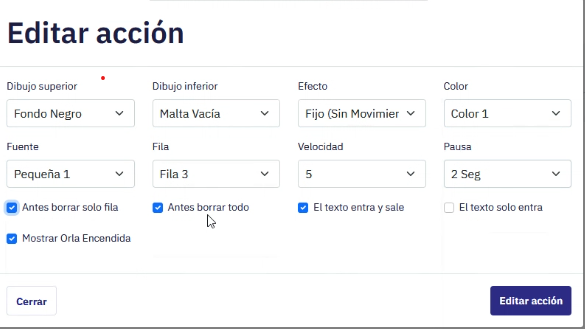 Editar acción
Dibujo superior Dibujo inferior Efecto Color
Fondo Negro Malta Vacía Fijo (Sin Movimier Color 1
Fuente Fila Velocidad Pausa
Pequeña 1 Fila 3 5 2 Seg
Antes borrar solo fila Antes borrar todo El texto entra y sale El texto solo entra
Mostrar Orla Encendida
Cerrar Editar acción